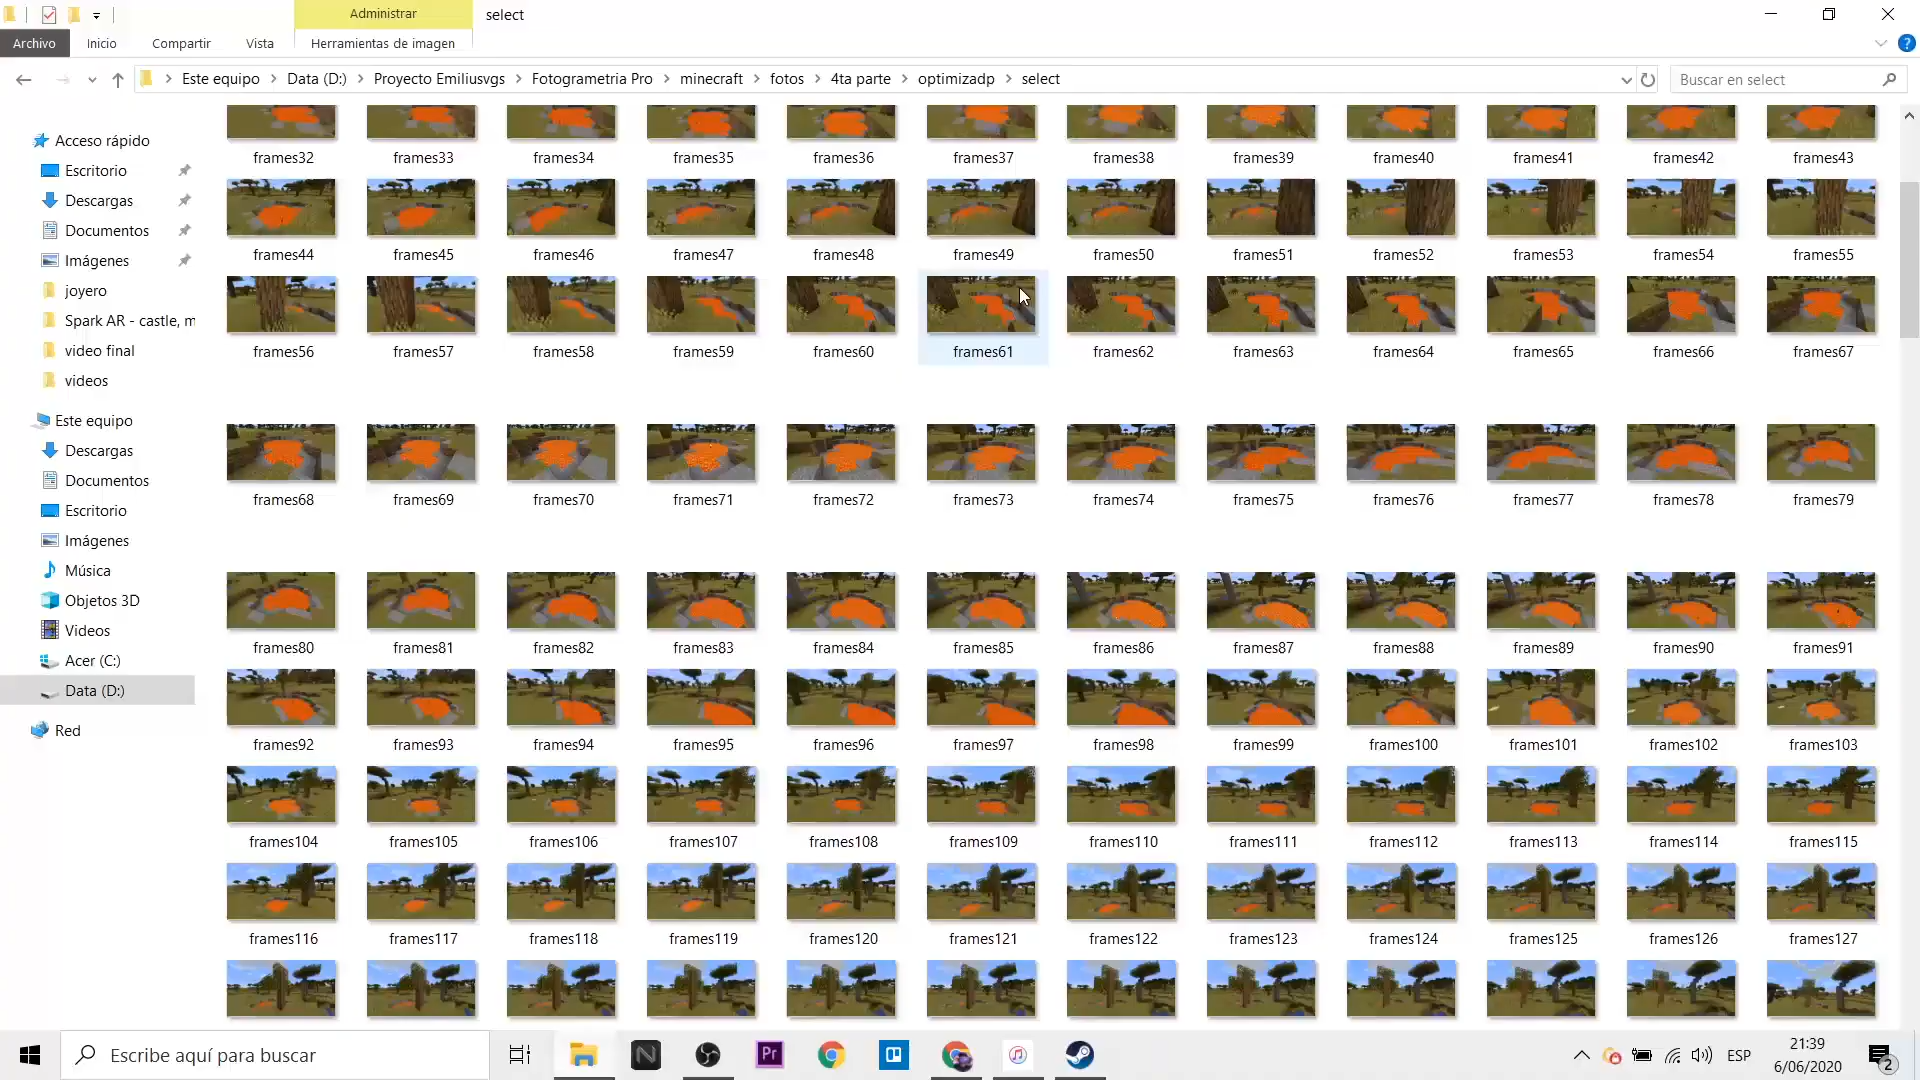 Administrar
select
Archivo
Inicio
Compartir
Vista
Herramientas de imagen
Este equipo
Data (D:)
Proyecto Emiliusvgs
Fotogrametria Pro
minecraft
fotos
4ta parte
optimizadp
select
Buscar en select
Acceso rápido
Escritorio
Descargas
Documentos
Imágenes
joyero
Spark AR - castle, m
video final
videos
Este equipo
Descargas
Documentos
Escritorio
Imágenes
Música
Objetos 3D
Videos
Acer (C:)
Data (D:)
Red
frames32 frames33 frames34 frames35 frames36 frames37 frames38 frames39 frames40 frames41 frames42 frames43
frames44 frames45 frames46 frames47 frames48 frames49 frames50 frames51 frames52 frames53 frames54 frames55
frames56 frames57 frames58 frames59 frames60 frames61 frames62 frames63 frames64 frames65 frames66 frames67
frames68 frames69 frames70 frames71 frames72 frames73 frames74 frames75 frames76 frames77 frames78 frames79
frames80 frames81 frames82 frames83 frames84 frames85 frames86 frames87 frames88 frames89 frames90 frames91
frames92 frames93 frames94 frames95 frames96 frames97 frames98 frames99 frames100 frames101 frames102 frames103
frames104 frames105 frames106 frames107 frames108 frames109 frames110 frames111 frames112 frames113 frames114 frames115
frames116 frames117 frames118 frames119 frames120 frames121 frames122 frames123 frames124 frames125 frames126 frames127
Escribe aquí para buscar
N
Pr
ESP
21:39
6/06/2020
2